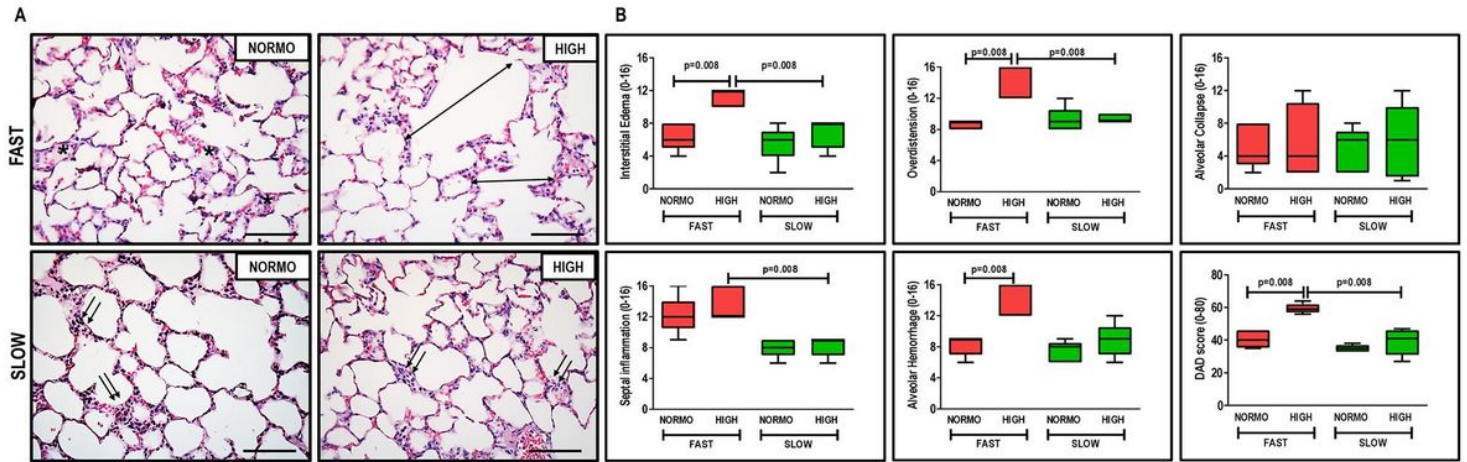 A
B
FAST
NORMO
HIGH
SLOW
NORMO
HIGH
Interstitial Edema (0-16)
16
12
8
4
0
p=0.008
p=0.008
NORMO HIGH NORMO HIGH
FAST SLOW
Overdistension (0-16)
16
12
8
4
0
p=0.008
p=0.008
NORMO HIGH NORMO HIGH
FAST SLOW
Alveolar Collapse (0-16)
16
12
8
4
0
NORMO HIGH NORMO HIGH
FAST SLOW
Septal inflammation (0-16)
16
12
8
4
0
p=0.008
NORMO HIGH NORMO HIGH
FAST SLOW
Alveolar Hemorrhage (0-16)
16
12
8
4
0
p=0.008
NORMO HIGH NORMO HIGH
FAST SLOW
DAD score (0-80)
80
60
40
20
0
p=0.008
p=0.008
NORMO HIGH NORMO HIGH
FAST SLOW